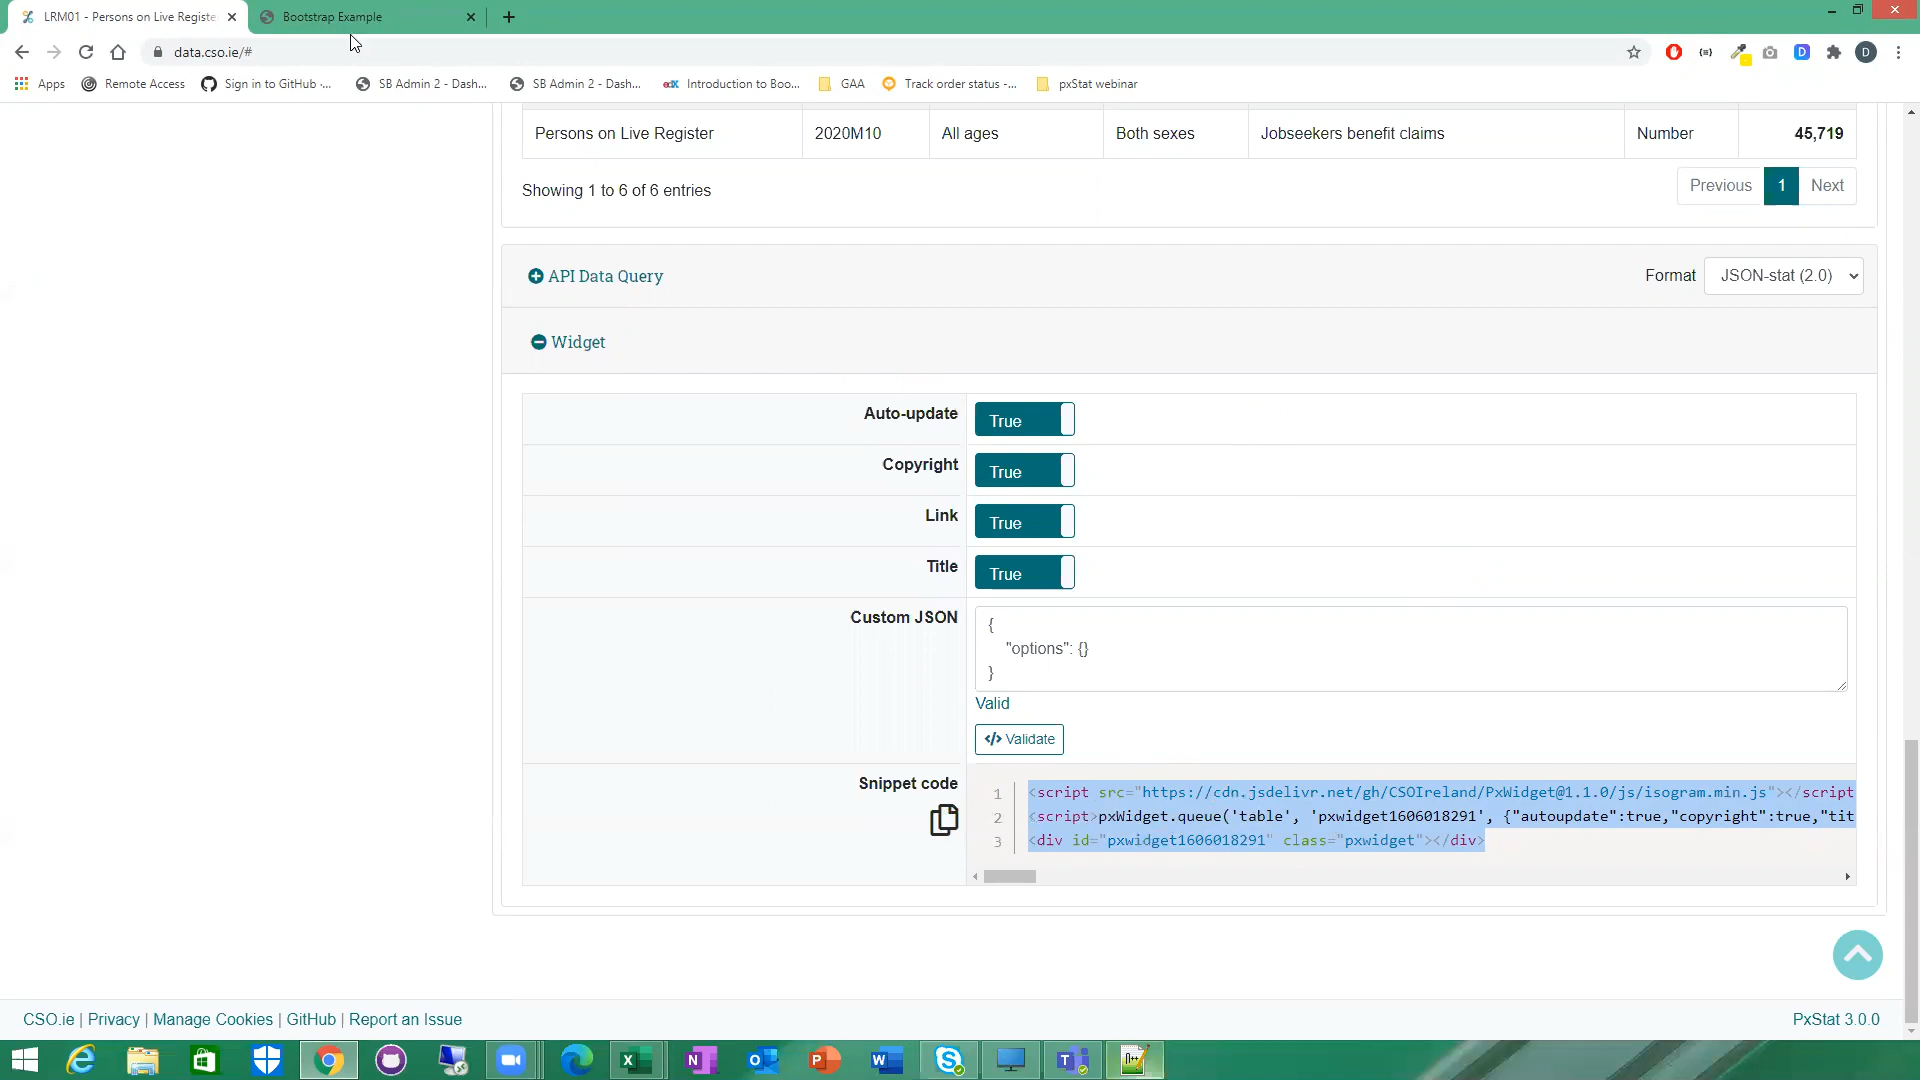 LRM01 - Persons on Live Registe
Bootstrap Example
data.cso.ie/#
Apps
Remote Access
Sign in to GitHub ·...
SB Admin 2 - Dash...
SB Admin 2 - Dash...
Introduction to Boo...
GAA
Track order status -...
pxStat webinar
Persons on Live Register 2020M10 All ages Both sexes Jobseekers benefit claims Number 45,719
Showing 1 to 6 of 6 entries
Previous 1 Next
API Data Query
Format JSON-stat (2.0)
Widget
Auto-update True
Copyright True
Link True
Title True
Custom JSON
{
"options": {}
}
Valid
</> Validate
Snippet code
1 <script src="https://cdn.jsdelivr.net/gh/CSOIreland/PxWidget@1.1.0/js/isogram.min.js"></script
2 <script>pxWidget.queue('table', 'pxwidget1606018291', {"autoupdate":true,"copyright":true,"tit
3 <div id="pxwidget1606018291" class="pxwidget"></div>
CSO.ie | Privacy | Manage Cookies | GitHub | Report an Issue
PxStat 3.0.0